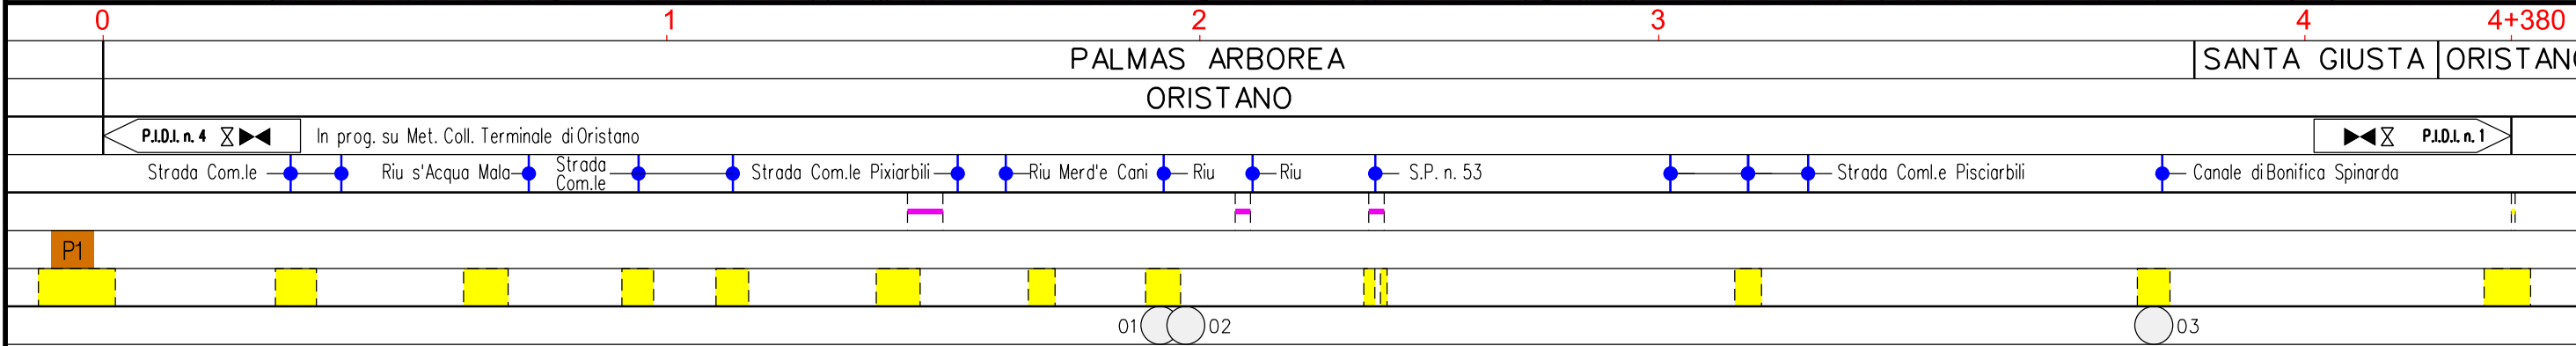 0 1 2 3 4 4+380
PALMAS ARBOREA SANTA GIUSTA ORISTANO
ORISTANO
P.I.D.I. n. 4 In prog. su Met. Coll. Terminale di Oristano P.I.D.I. n. 1
Strada Com.le Riu s'Acqua Mala Strada Com.le Strada Com.le Pixiarbili Riu Merd'e Cani Riu Riu S.P. n. 53 Strada Coml.e Pisciarbili Canale di Bonifica Spinarda
P1
01 02 03